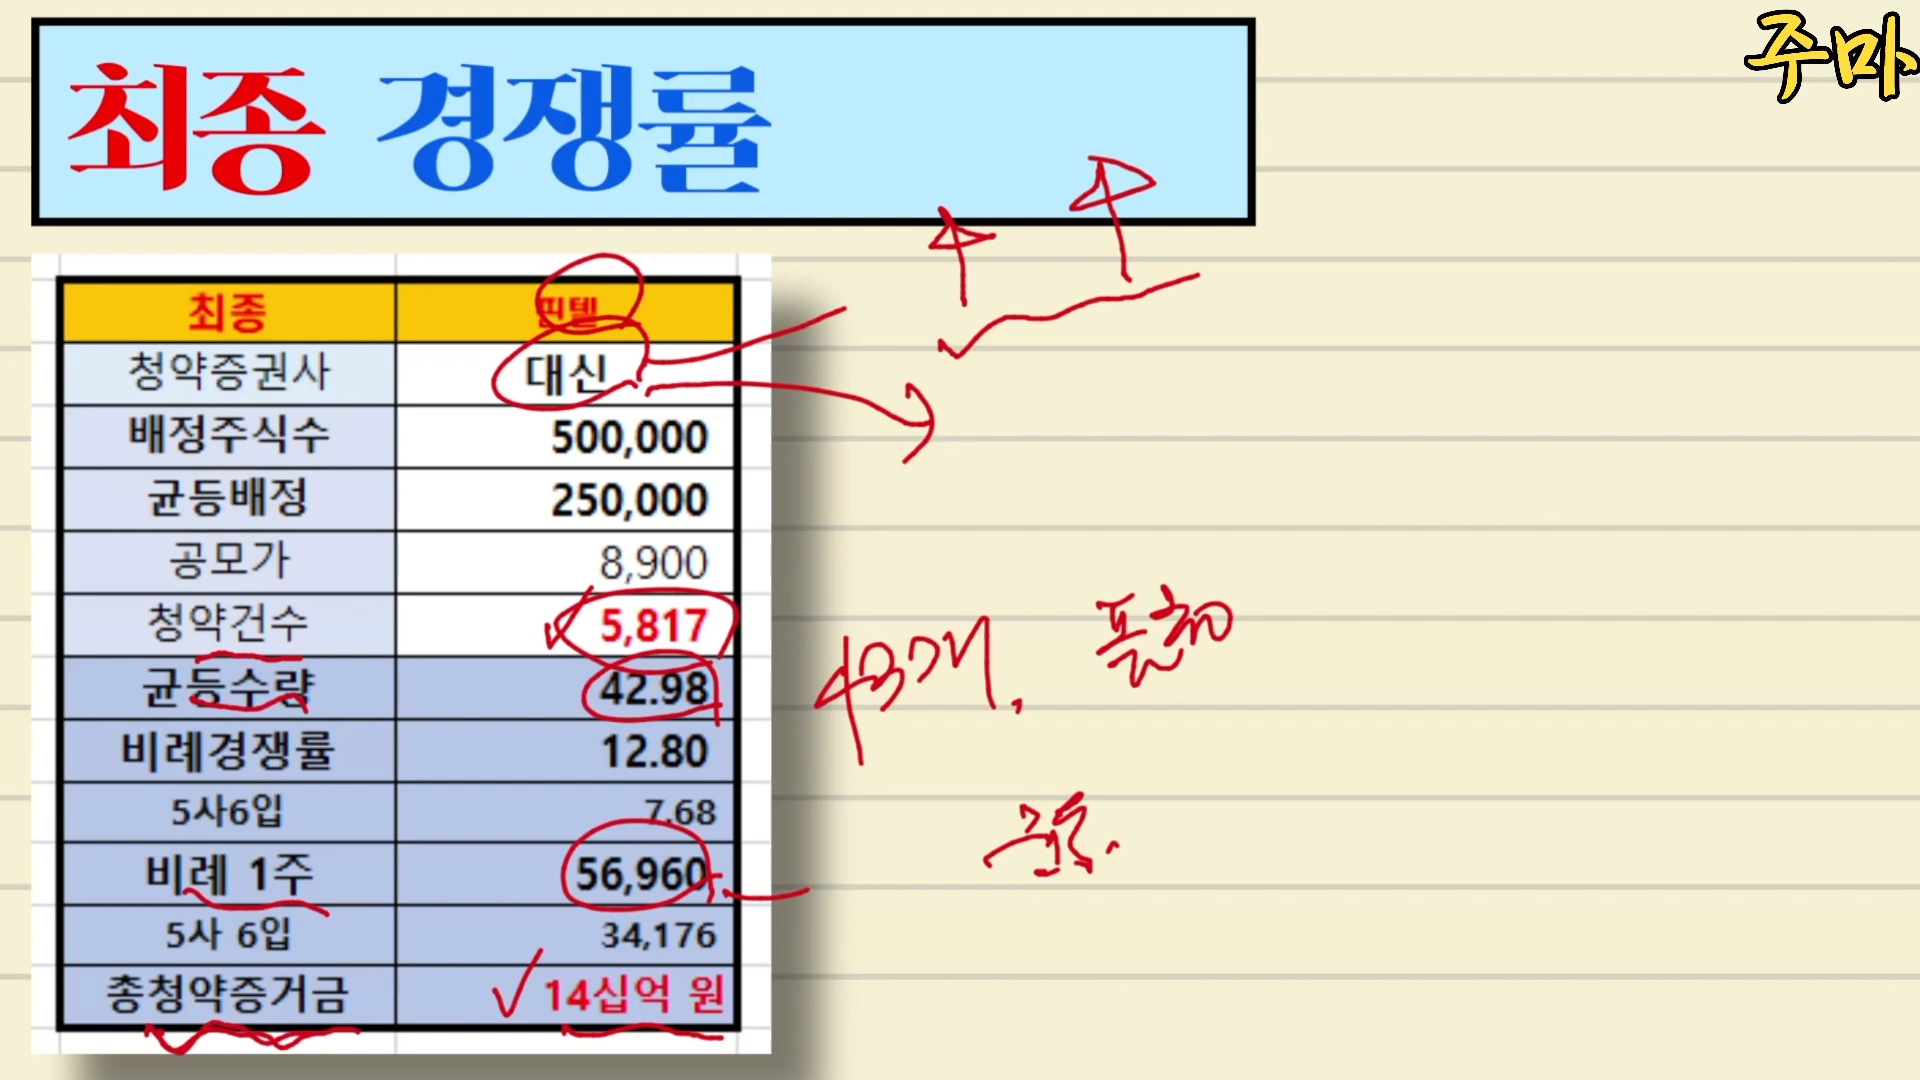 최종 경쟁률
주마
최종 핀텔
청약증권사 대신
배정주식수 500,000
균등배정 250,000
공모가 8,900
청약건수 5,817
균등수량 42.98
비례경쟁률 12.80
5사6입 7.68
비례 1주 56,960
5사 6입 34,176
총청약증거금 14십억 원
43개.